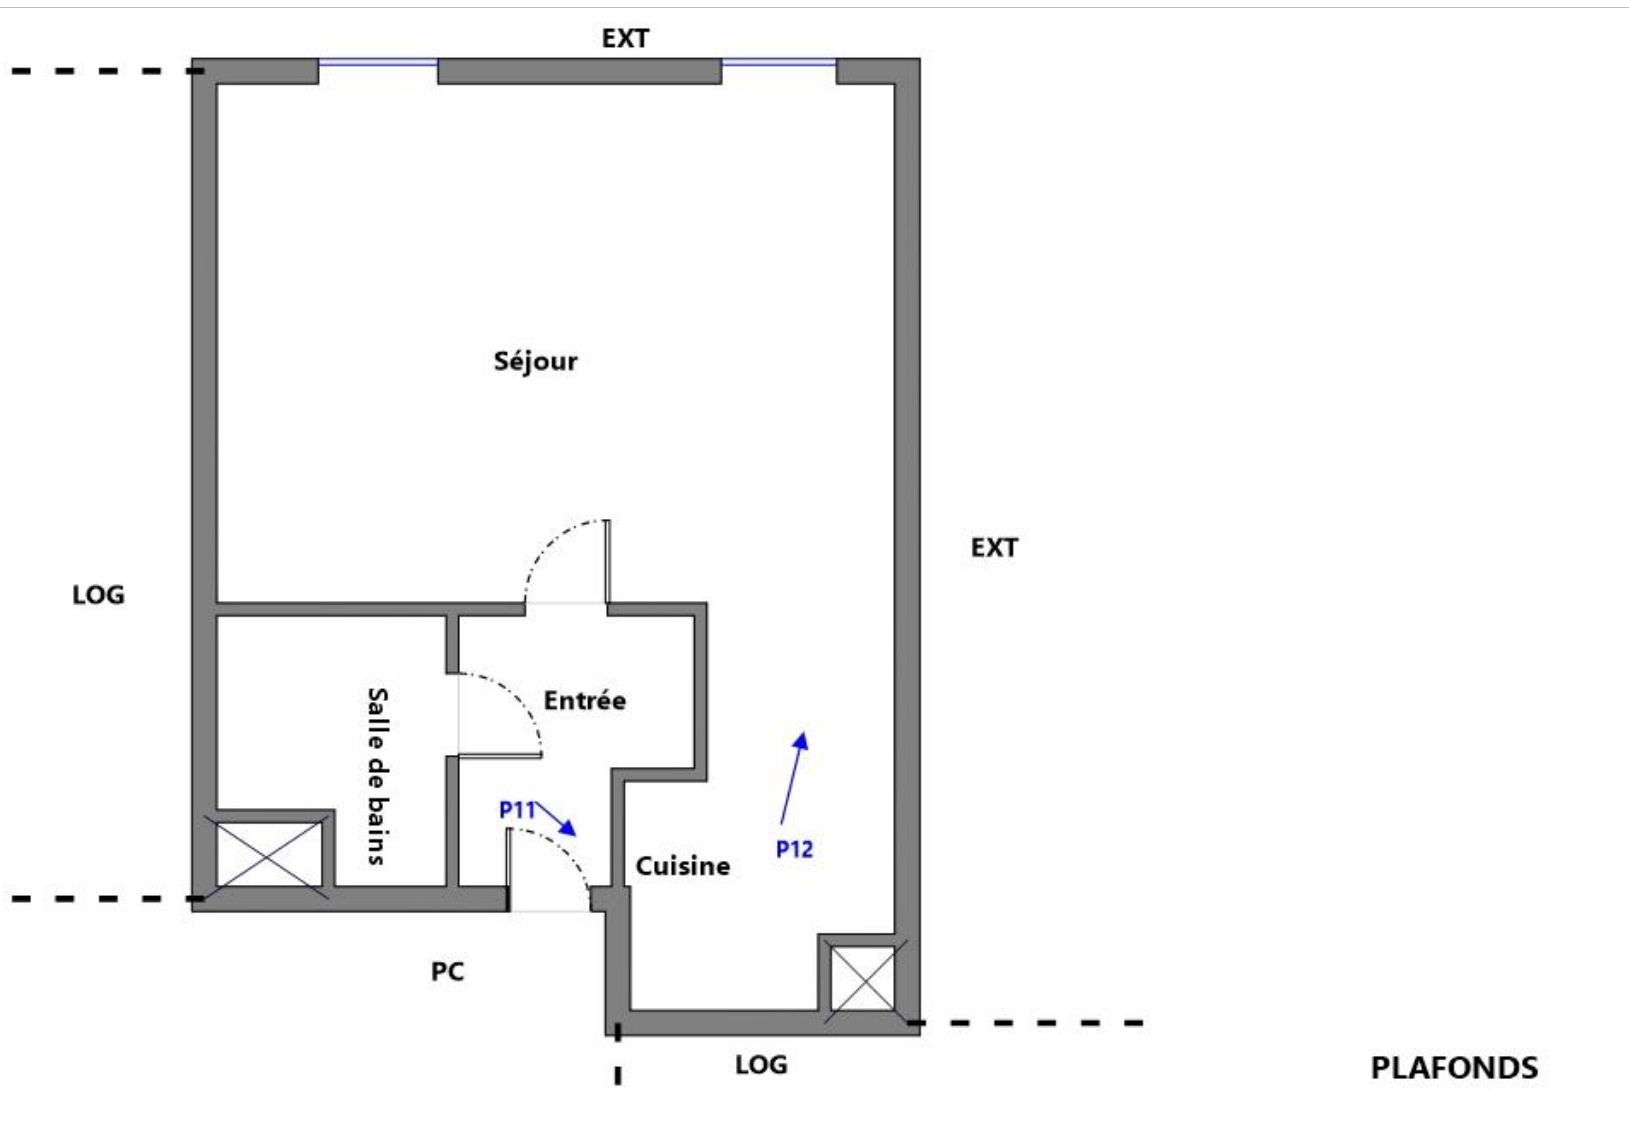 EXT
Séjour
EXT
LOG
Salle de bains
Entrée
P11
P12
Cuisine
PC
LOG
PLAFONDS